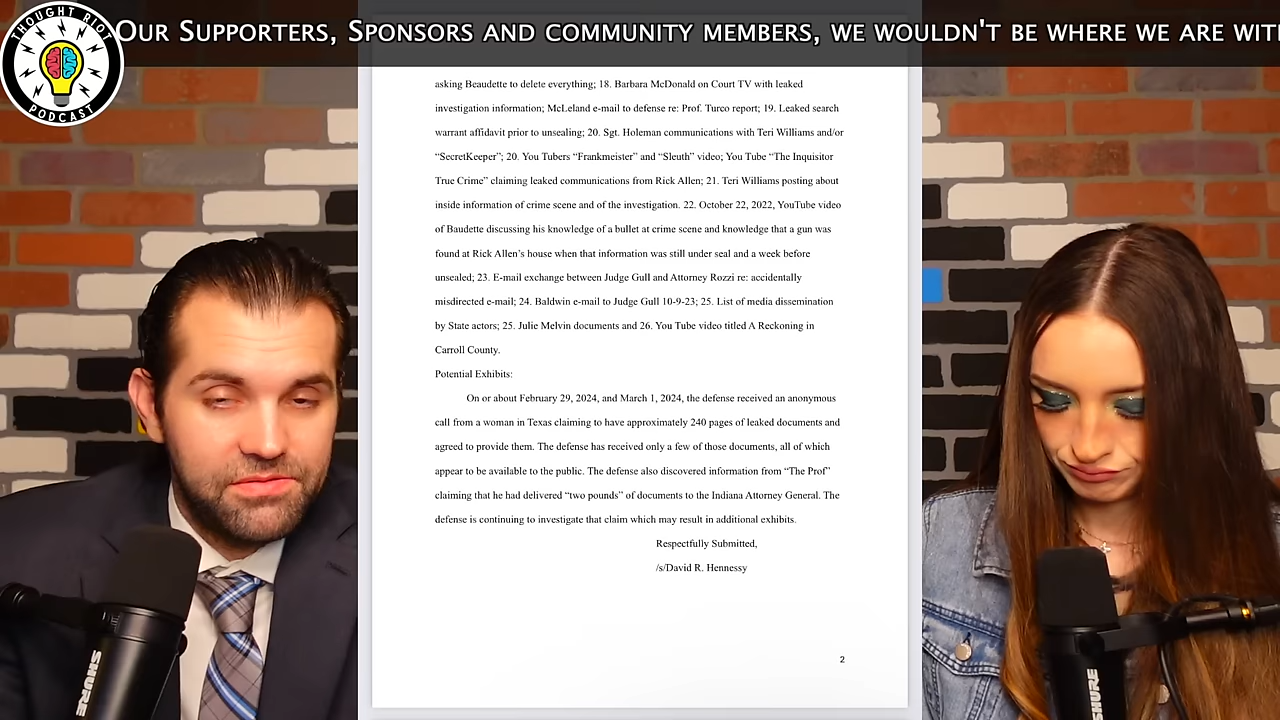 THOUGHT RIOT
PODCAST
OUR SUPPORTERS, SPONSORS AND COMMUNITY MEMBERS, WE WOULDN'T BE WHERE WE ARE WIT
asking Beaudette to delete everything; 18. Barbara McDonald on Court TV with leaked
investigation information; McLeland e-mail to defense re: Prof. Turco report; 19. Leaked search
warrant affidavit prior to unsealing; 20. Sgt. Holeman communications with Teri Williams and/or
“SecretKeeper”; 20. You Tubers “Frankmeister” and “Sleuth” video; You Tube “The Inquisitor
True Crime” claiming leaked communications from Rick Allen; 21. Teri Williams posting about
inside information of crime scene and of the investigation. 22. October 22, 2022, YouTube video
of Baudette discussing his knowledge of a bullet at crime scene and knowledge that a gun was
found at Rick Allen’s house when that information was still under seal and a week before
unsealed; 23. E-mail exchange between Judge Gull and Attorney Rozzi re: accidentally
misdirected e-mail; 24. Baldwin e-mail to Judge Gull 10-9-23; 25. List of media dissemination
by State actors; 25. Julie Melvin documents and 26. You Tube video titled A Reckoning in
Carroll County.
Potential Exhibits:
On or about February 29, 2024, and March 1, 2024, the defense received an anonymous
call from a woman in Texas claiming to have approximately 240 pages of leaked documents and
agreed to provide them. The defense has received only a few of those documents, all of which
appear to be available to the public. The defense also discovered information from “The Prof”
claiming that he had delivered “two pounds” of documents to the Indiana Attorney General. The
defense is continuing to investigate that claim which may result in additional exhibits.
Respectfully Submitted,
/s/David R. Hennessy
2
SHURE
SHURE